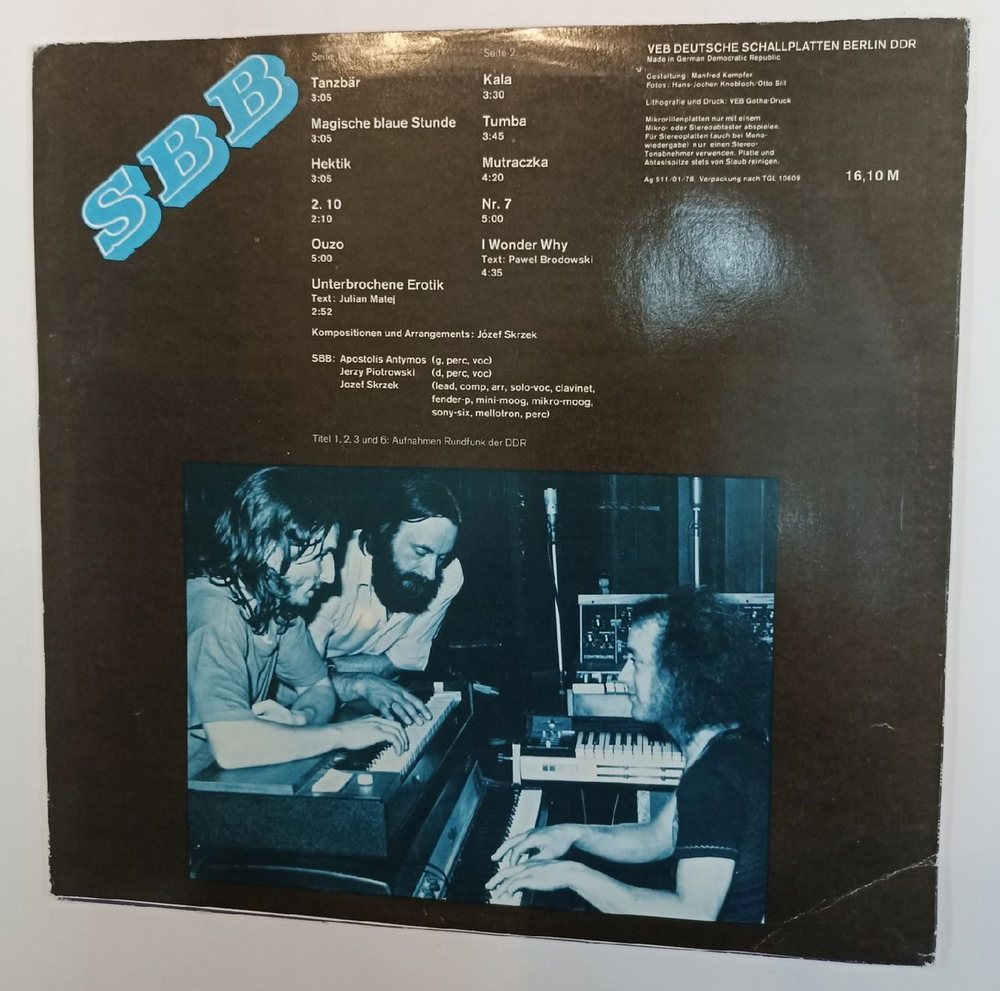 SBB
Seite 1
Tanzbär
3:05
Magische blaue Stunde
3:05
Hektik
3:05
2. 10
2:10
Ouzo
5:00
Unterbrochene Erotik
Text: Julian Matej
2:52
Seite 2
Kala
3:30
Tumba
3:45
Mutraczka
4:20
Nr. 7
5:00
I Wonder Why
Text: Pawel Brodowski
4:35
Kompositionen und Arrangements: Józef Skrzek
SBB: Apostolis Antymos (g, perc, voc)
Jerzy Piotrowski (d, perc, voc)
Jozef Skrzek (lead, comp, arr, solo-voc, clavinet,
fender-p, mini-moog, mikro-moog,
sony-six, mellotron, perc)
Titel 1, 2, 3 und 6: Aufnahmen Rundfunk der DDR
VEB DEUTSCHE SCHALLPLATTEN BERLIN DDR
Made in German Democratic Republic
Gestaltung: Manfred Kempfer
Fotos: Hans-Jochen Knobloch/Otto Sill
Lithografie und Druck: VEB Gotha-Druck
Mikrorillenplatten nur mit einem
Mikro- oder Stereoabtaster abspielen.
Für Stereoplatten (auch bei Mono-
wiedergabe) nur einen Stereo-
Tonabnehmer verwenden. Platte und
Abtastspitze stets von Staub reinigen.
Ag 511/01/78 Verpackung nach TGL 10609
16,10 M
CONTROLLERS